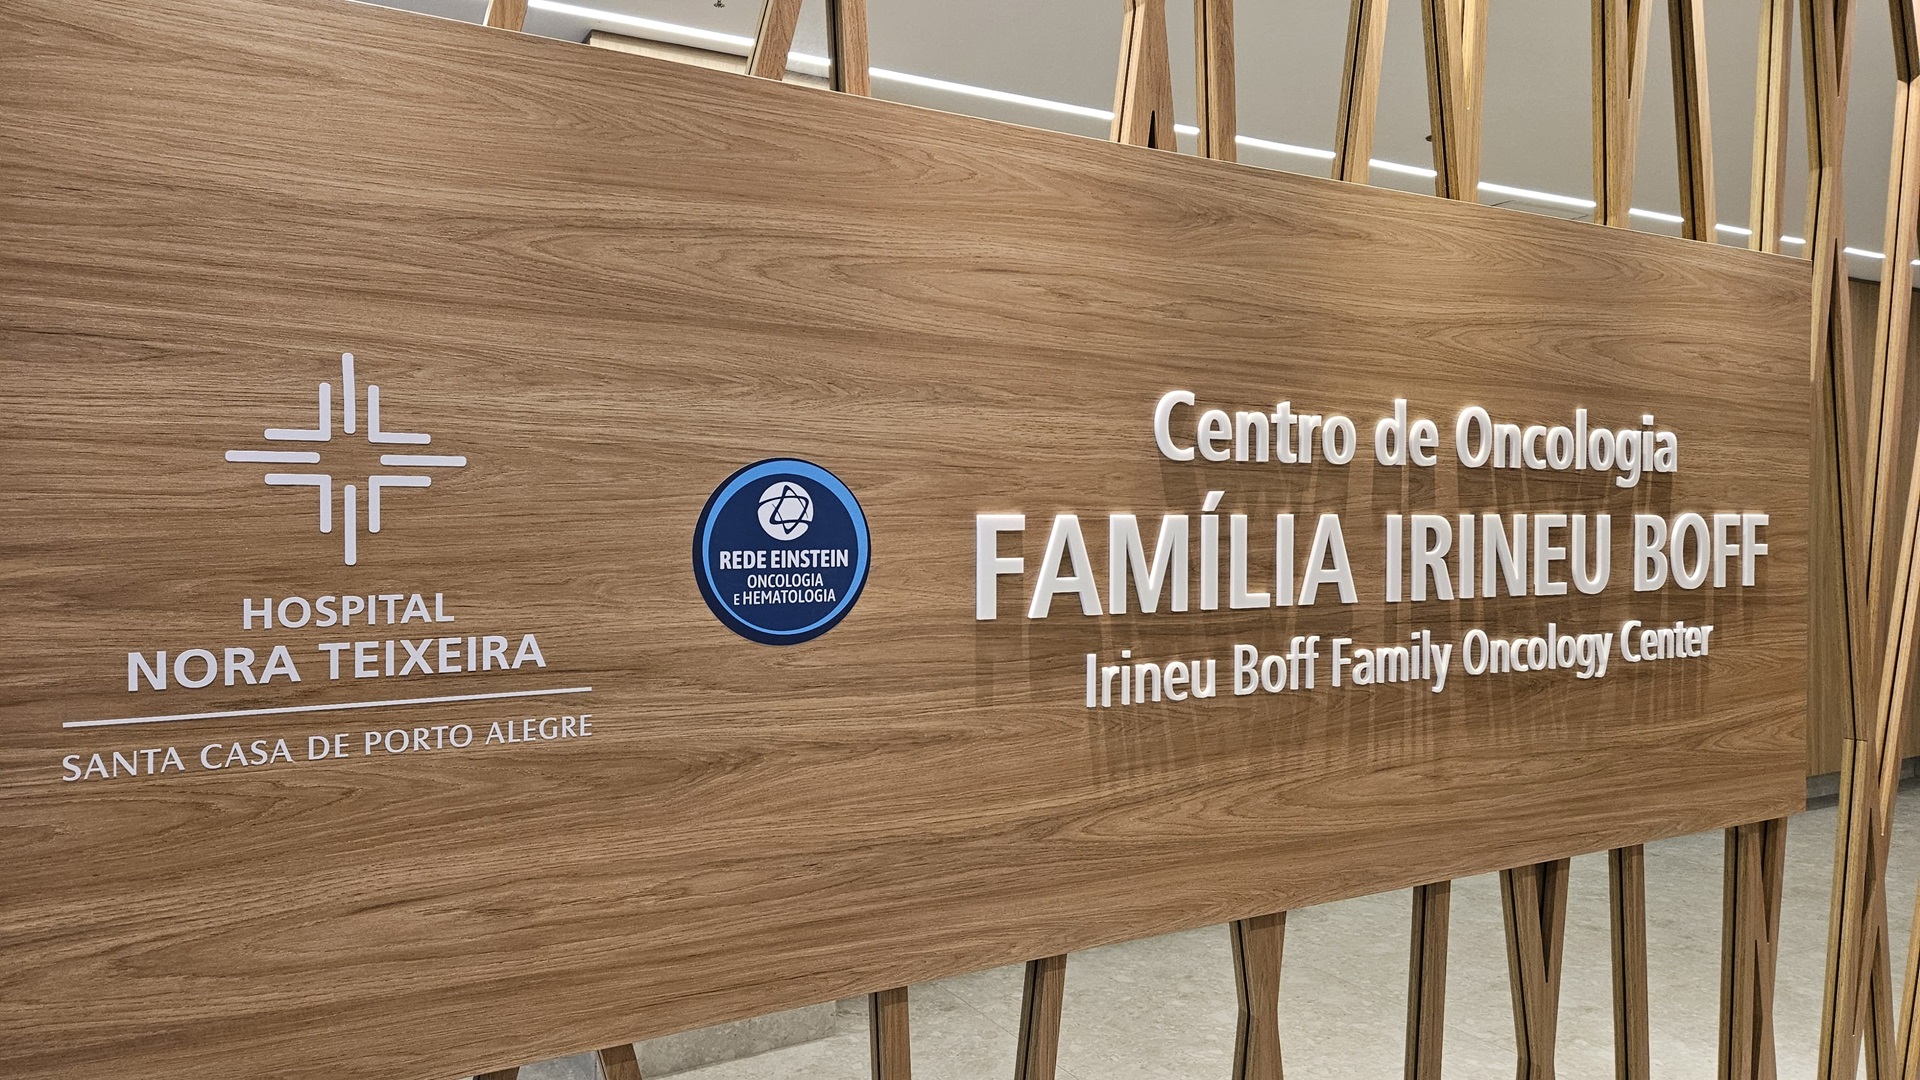 HOSPITAL
NORA TEIXEIRA
SANTA CASA DE PORTO ALEGRE
REDE EINSTEIN
ONCOLOGIA
E HEMATOLOGIA
Centro de Oncologia
FAMÍLIA IRINEU BOFF
Irineu Boff Family Oncology Center